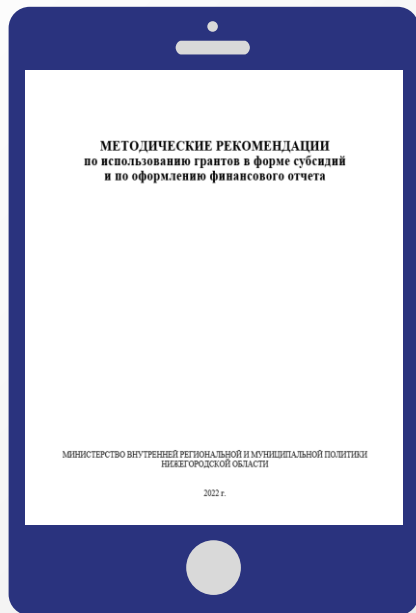 МЕТОДИЧЕСКИЕ РЕКОМЕНДАЦИИ
по использованию грантов в форме субсидий
и по оформлению финансового отчета
МИНИСТЕРСТВО ВНУТРЕННЕЙ РЕГИОНАЛЬНОЙ И МУНИЦИПАЛЬНОЙ ПОЛИТИКИ
НИЖЕГОРОДСКОЙ ОБЛАСТИ
2022 г.